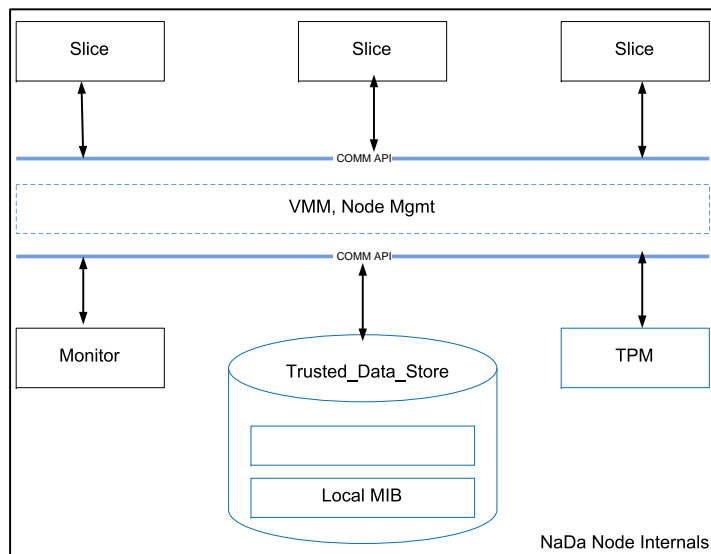 Slice
Slice
Slice
COMM API
VMM, Node Mgmt
COMM API
Monitor
Trusted_Data_Store
TPM
Local MIB
NaDa Node Internals